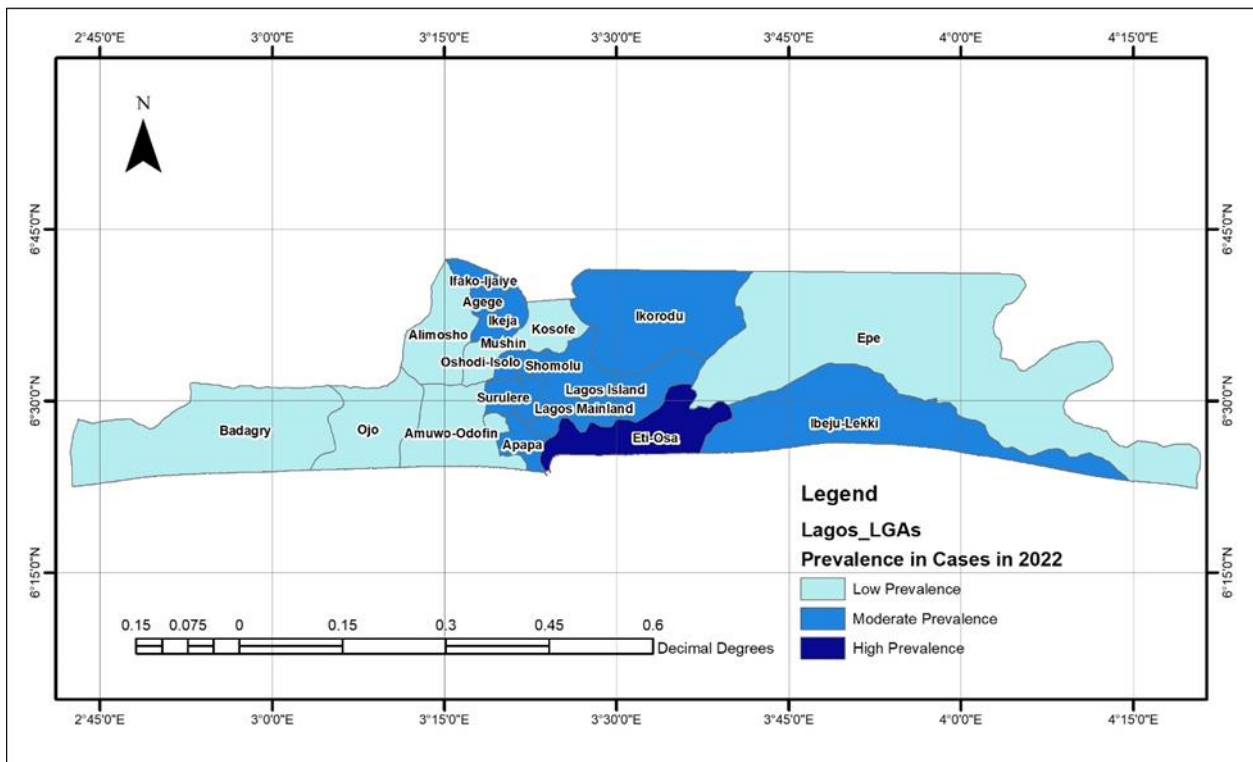 2°45'0"E 3°0'0"E 3°15'0"E 3°30'0"E 3°45'0"E 4°0'0"E 4°15'0"E
N
6°45'0"N 6°45'0"N
Ifako-Ijaiye
Agege
Ikeja
Ikorodu
Kosofe
Alimosho
Mushin
Epe
Oshodi-Isolo
Shomolu
Lagos Island
Surulere
6°30'0"N 6°30'0"N
Lagos Mainland
Ibeju-Lekki
Badagry
Ojo
Amuwo-Odofin
Eti-Osa
Apapa
Legend
Lagos_LGAs
Prevalence in Cases in 2022
6°15'0"N 6°15'0"N
Low Prevalence
Moderate Prevalence
High Prevalence
0.15 0.075 0 0.15 0.3 0.45 0.6
Decimal Degrees
2°45'0"E 3°0'0"E 3°15'0"E 3°30'0"E 3°45'0"E 4°0'0"E 4°15'0"E